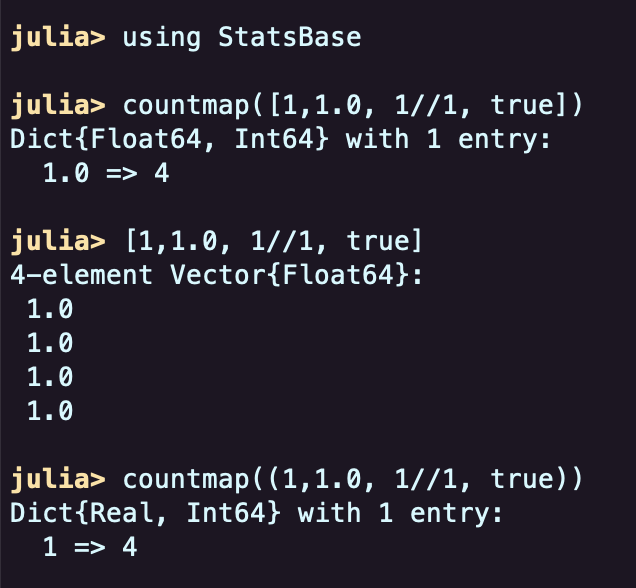 julia> using StatsBase
julia> countmap([1,1.0, 1//1, true])
Dict{Float64, Int64} with 1 entry:
  1.0 => 4
julia> [1,1.0, 1//1, true]
4-element Vector{Float64}:
 1.0
 1.0
 1.0
 1.0
julia> countmap((1,1.0, 1//1, true))
Dict{Real, Int64} with 1 entry:
  1 => 4